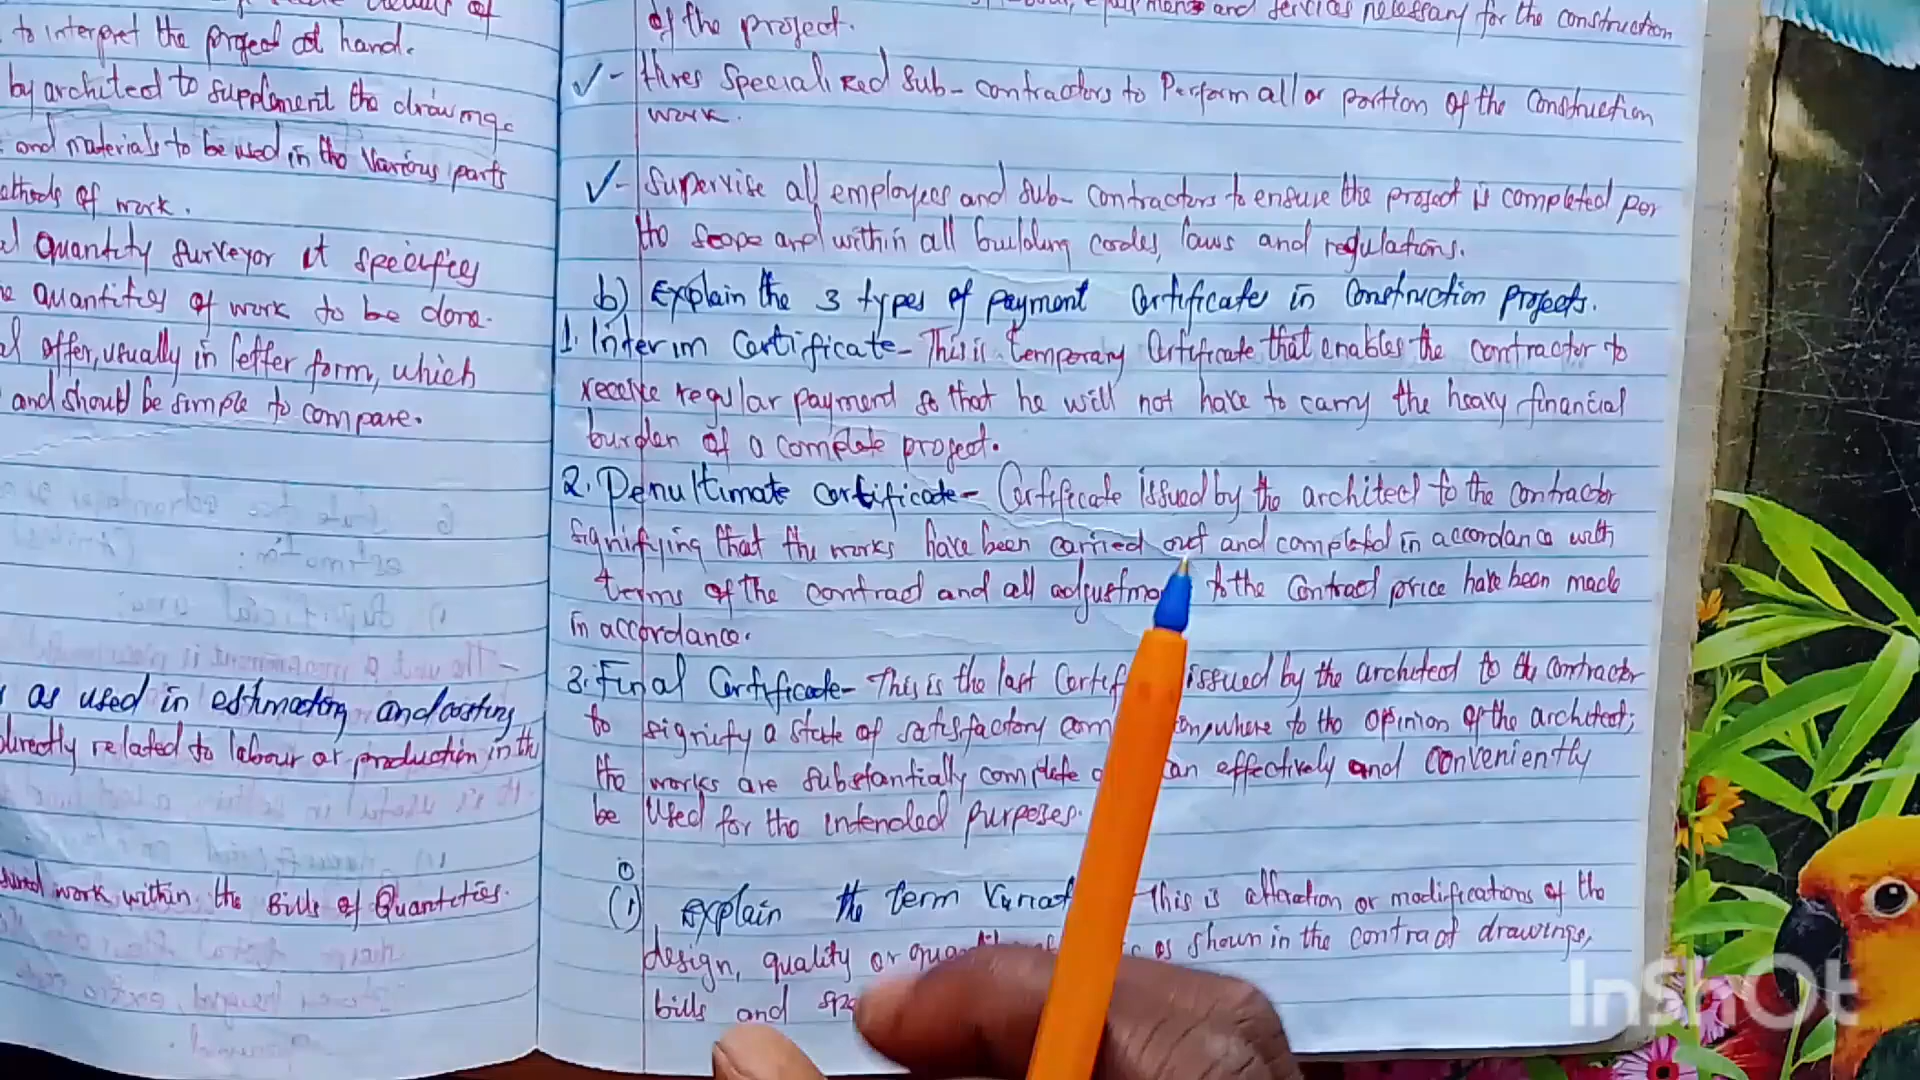 to interpret the project at hand.
by architect to supplement the drawings
and materials to be used in the various parts
methods of work.
quantity surveyor it specifies
quantities of work to be done.
offer, usually in letter form, which
and should be simple to compare.
as used in estimating and costing
directly related to labour or production in the
work within the Bills of Quantities.
and services necessary for the construction
of the project.
✓- Hires specialized sub-contractors to perform all or portion of the construction
work.
✓- Supervise all employees and sub-contractors to ensure the project is completed per
the scope and within all building codes, laws and regulations.
b) Explain the 3 types of payment certificate in construction projects.
1. Interim certificate- This is temporary certificate that enables the contractor to
receive regular payment so that he will not have to carry the heavy financial
burden of a complete project.
2. Penultimate certificate- Certificate issued by the architect to the contractor
signifying that the works have been carried out and completed in accordance with
terms of the contract and all to the contract price have been made
in accordance.
3. Final certificate- This is the last issued by the architect to the contractor
to signify a state of satisfactory where to the opinion of the architect,
the works are substantially complete effectively and conveniently
be used for the intended purposes.
(i) explain the term This is alteration or modifications of the
design, quality or as shown in the contract drawings,
bills and
InShOt